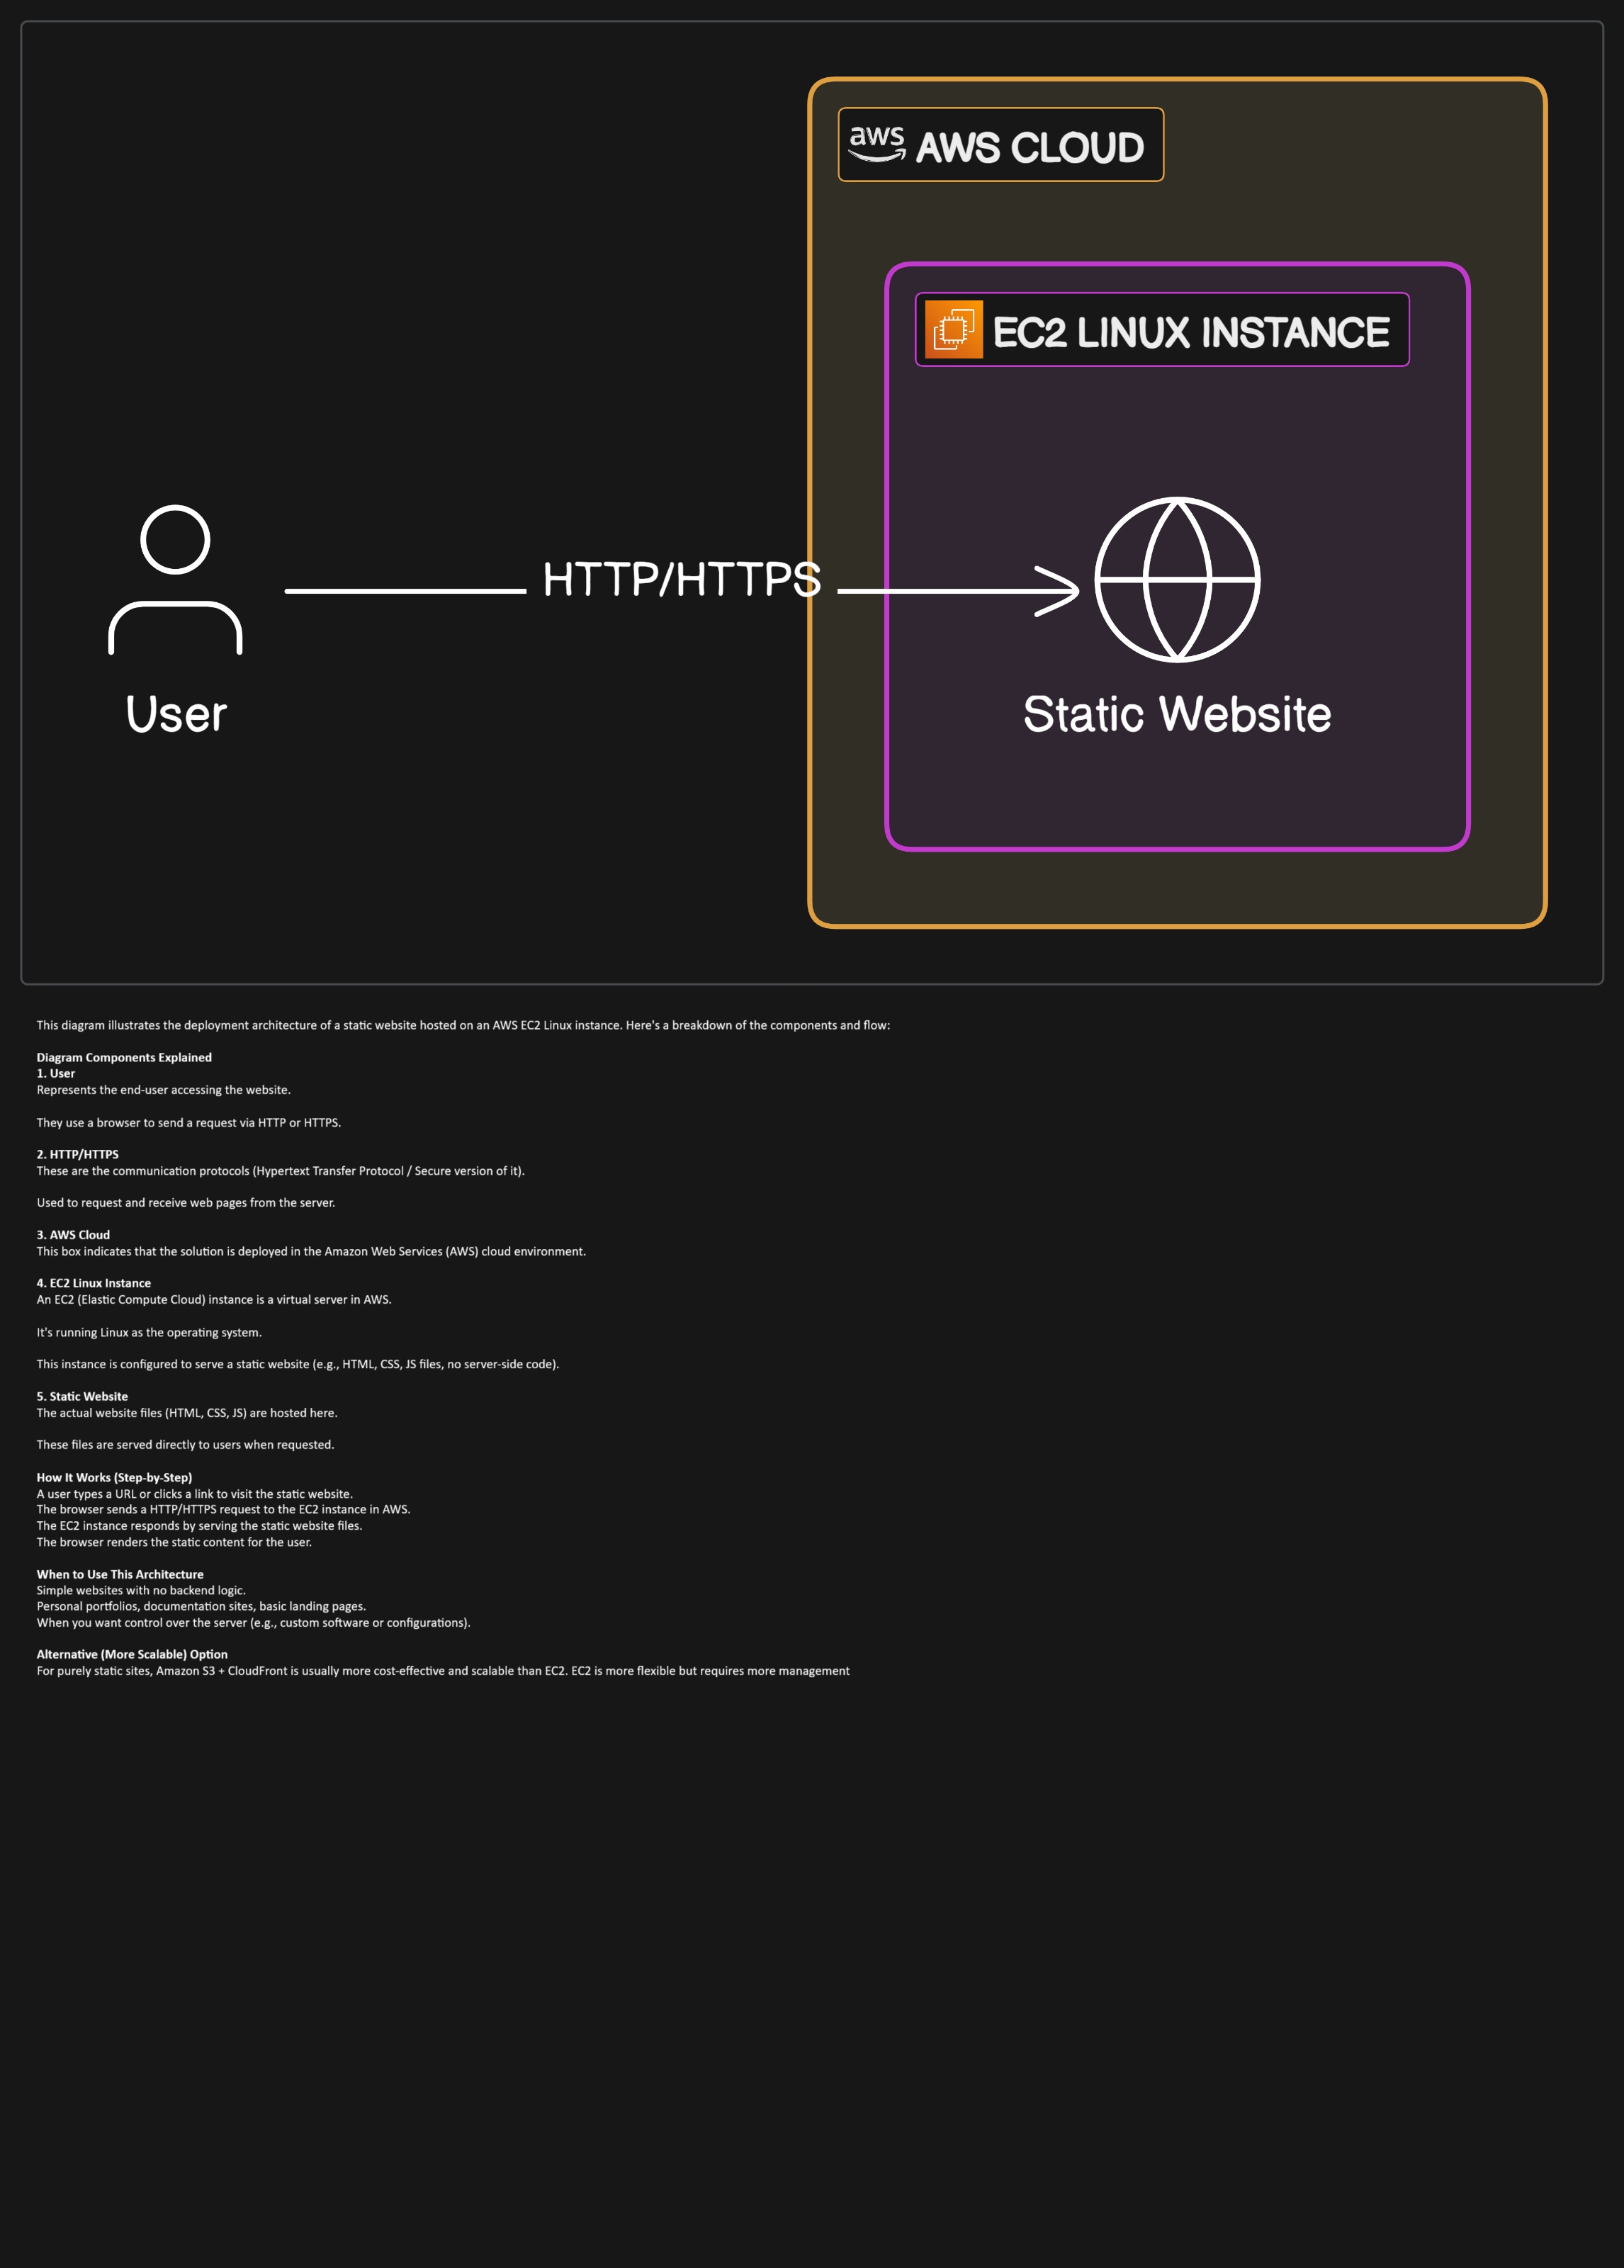 aws AWS CLOUD
EC2 LINUX INSTANCE
HTTP/HTTPS
User
Static Website
This diagram illustrates the deployment architecture of a static website hosted on an AWS EC2 Linux instance. Here's a breakdown of the components and flow:
Diagram Components Explained
1. User
Represents the end-user accessing the website.
They use a browser to send a request via HTTP or HTTPS.
2. HTTP/HTTPS
These are the communication protocols (Hypertext Transfer Protocol / Secure version of it).
Used to request and receive web pages from the server.
3. AWS Cloud
This box indicates that the solution is deployed in the Amazon Web Services (AWS) cloud environment.
4. EC2 Linux Instance
An EC2 (Elastic Compute Cloud) instance is a virtual server in AWS.
It's running Linux as the operating system.
This instance is configured to serve a static website (e.g., HTML, CSS, JS files, no server-side code).
5. Static Website
The actual website files (HTML, CSS, JS) are hosted here.
These files are served directly to users when requested.
How It Works (Step-by-Step)
A user types a URL or clicks a link to visit the static website.
The browser sends a HTTP/HTTPS request to the EC2 instance in AWS.
The EC2 instance responds by serving the static website files.
The browser renders the static content for the user.
When to Use This Architecture
Simple websites with no backend logic.
Personal portfolios, documentation sites, basic landing pages.
When you want control over the server (e.g., custom software or configurations).
Alternative (More Scalable) Option
For purely static sites, Amazon S3 + CloudFront is usually more cost-effective and scalable than EC2. EC2 is more flexible but requires more management